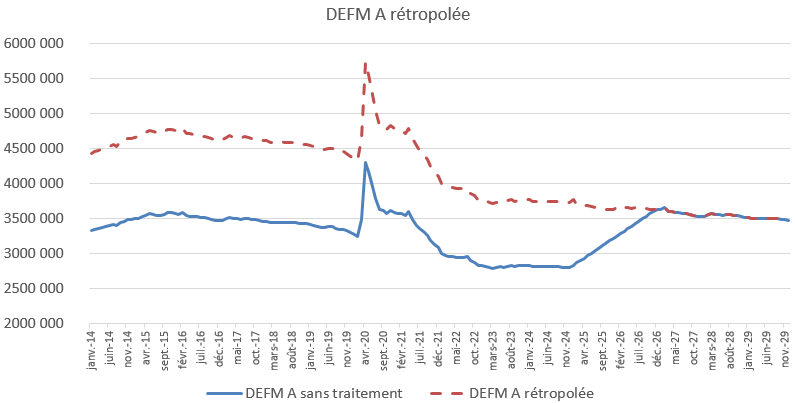 DEFM A rétropolée
6000 000
5500 000
5000 000
4500 000
4000 000
3500 000
3000 000
2500 000
2000 000
janv.-14
juin-14
nov.-14
avr.-15
sept.-15
févr.-16
juil.-16
déc.-16
mai-17
oct.-17
mars-18
août-18
janv.-19
juin-19
nov.-19
avr.-20
sept.-20
févr.-21
juil.-21
déc.-21
mai-22
oct.-22
mars-23
août-23
janv.-24
juin-24
nov.-24
avr.-25
sept.-25
févr.-26
juil.-26
déc.-26
mai-27
oct.-27
mars-28
août-28
janv.-29
juin-29
nov.-29
DEFM A sans traitement
DEFM A rétropolée